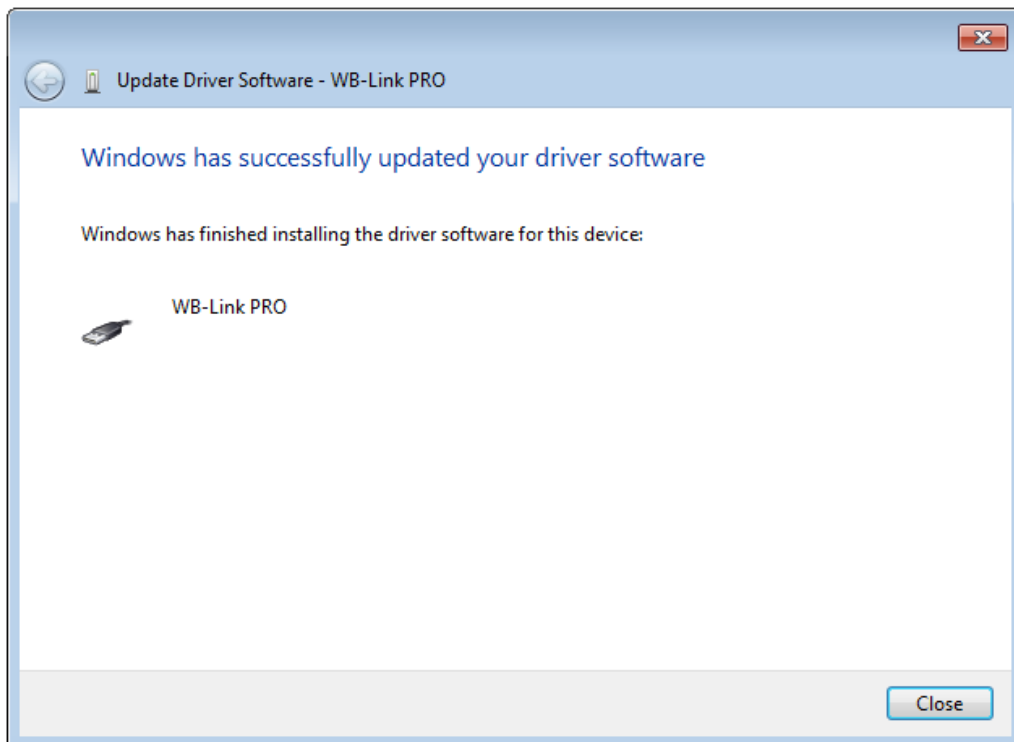 Update Driver Software - WB-Link PRO
Windows has successfully updated your driver software
Windows has finished installing the driver software for this device:
WB-Link PRO
Close